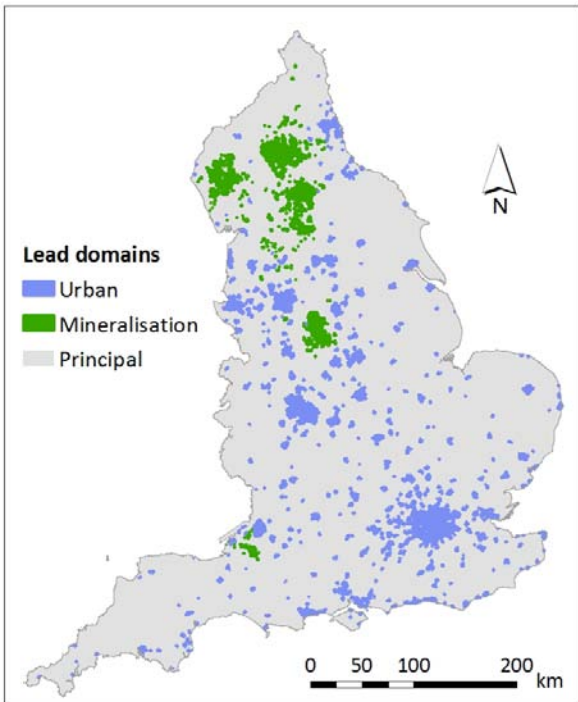 N
Lead domains
Urban
Mineralisation
Principal
0 50 100 200
km